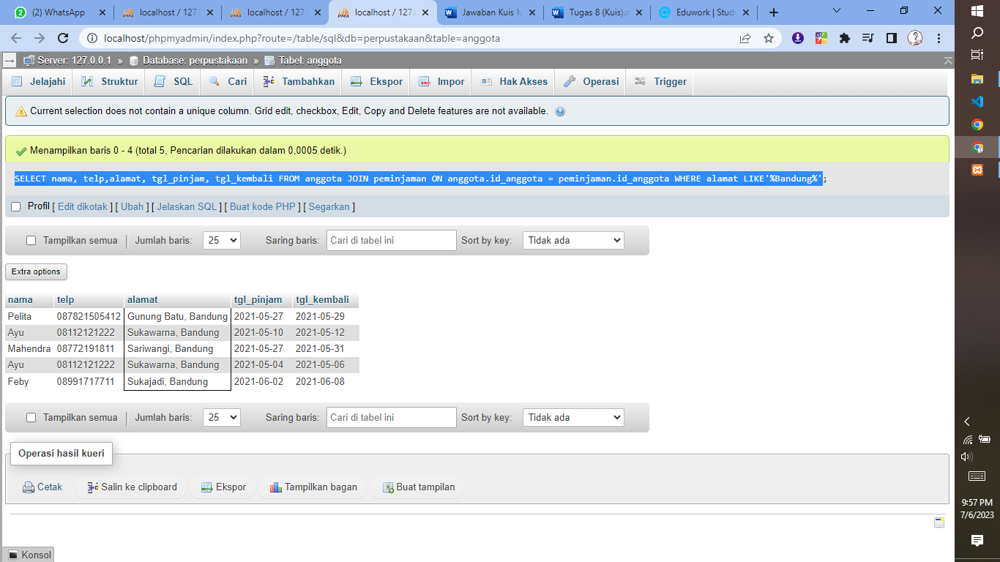 (2) WhatsApp
localhost / 127.
localhost / 127.
localhost / 127.
Jawaban Kuis
Tugas 8 (Kuis).
Eduwork | Stud
localhost/phpmyadmin/index.php?route=/table/sql&db=perpustakaan&table=anggota
Server: 127.0.0.1 » Database: perpustakaan » Tabel: anggota
Jelajahi Struktur SQL Cari Tambahkan Ekspor Impor Hak Akses Operasi Trigger
Current selection does not contain a unique column. Grid edit, checkbox, Edit, Copy and Delete features are not available.
Menampilkan baris 0 - 4 (total 5, Pencarian dilakukan dalam 0,0005 detik.)
SELECT nama, telp,alamat, tgl_pinjam, tgl_kembali FROM anggota JOIN peminjaman ON anggota.id_anggota = peminjaman.id_anggota WHERE alamat LIKE'%Bandung%';
Profil [ Edit dikotak ] [ Ubah ] [ Jelaskan SQL ] [ Buat kode PHP ] [ Segarkan ]
Tampilkan semua Jumlah baris: 25 Saring baris: Cari di tabel ini Sort by key: Tidak ada
Extra options
nama telp alamat tgl_pinjam tgl_kembali
Pelita 087821505412 Gunung Batu, Bandung 2021-05-27 2021-05-29
Ayu 08112121222 Sukawarna, Bandung 2021-05-10 2021-05-12
Mahendra 08772191811 Sariwangi, Bandung 2021-05-27 2021-05-31
Ayu 08112121222 Sukawarna, Bandung 2021-05-04 2021-05-06
Feby 08991717711 Sukajadi, Bandung 2021-06-02 2021-06-08
Tampilkan semua Jumlah baris: 25 Saring baris: Cari di tabel ini Sort by key: Tidak ada
Operasi hasil kueri
Cetak Salin ke clipboard Ekspor Tampilkan bagan Buat tampilan
Konsol
9:57 PM
7/6/2023